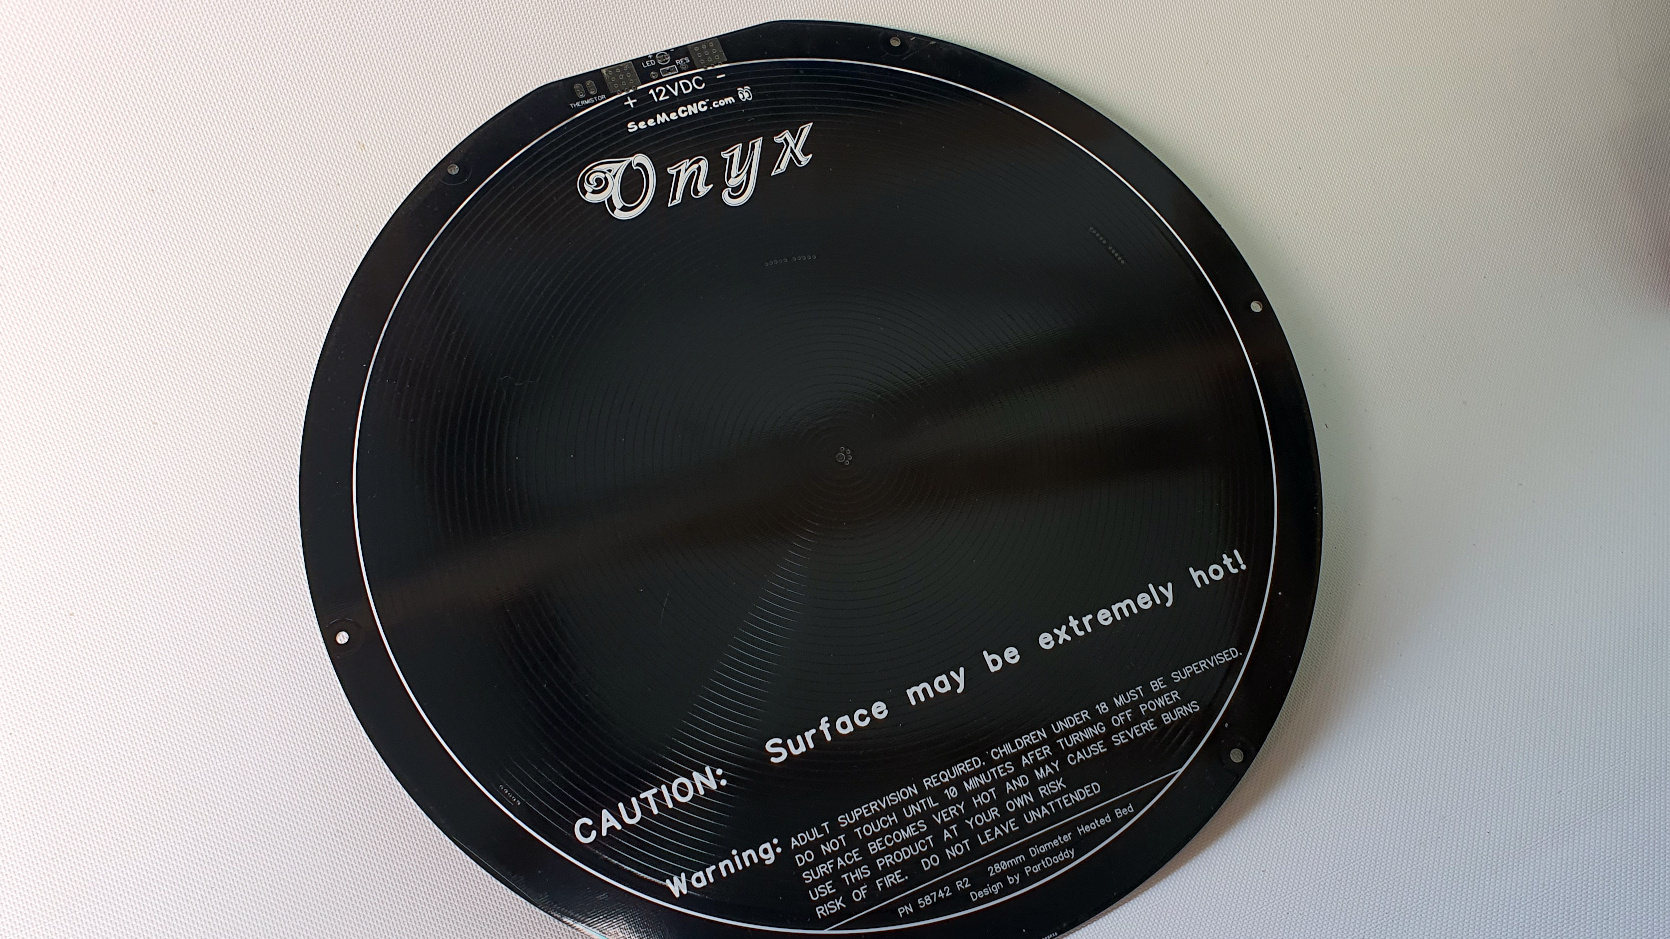 LED RES
THERMISTOR
+ 12VDC -
SeeMeCNC.com
Onyx
CAUTION: Surface may be extremely hot!
Warning: ADULT SUPERVISION REQUIRED. CHILDREN UNDER 18 MUST BE SUPERVISED.
DO NOT TOUCH UNTIL 10 MINUTES AFER TURNING OFF POWER
SURFACE BECOMES VERY HOT AND MAY CAUSE SEVERE BURNS
USE THIS PRODUCT AT YOUR OWN RISK
RISK OF FIRE. DO NOT LEAVE UNATTENDED
PN 58742 R2 280mm Diameter Heated Bed
Design by PartDaddy